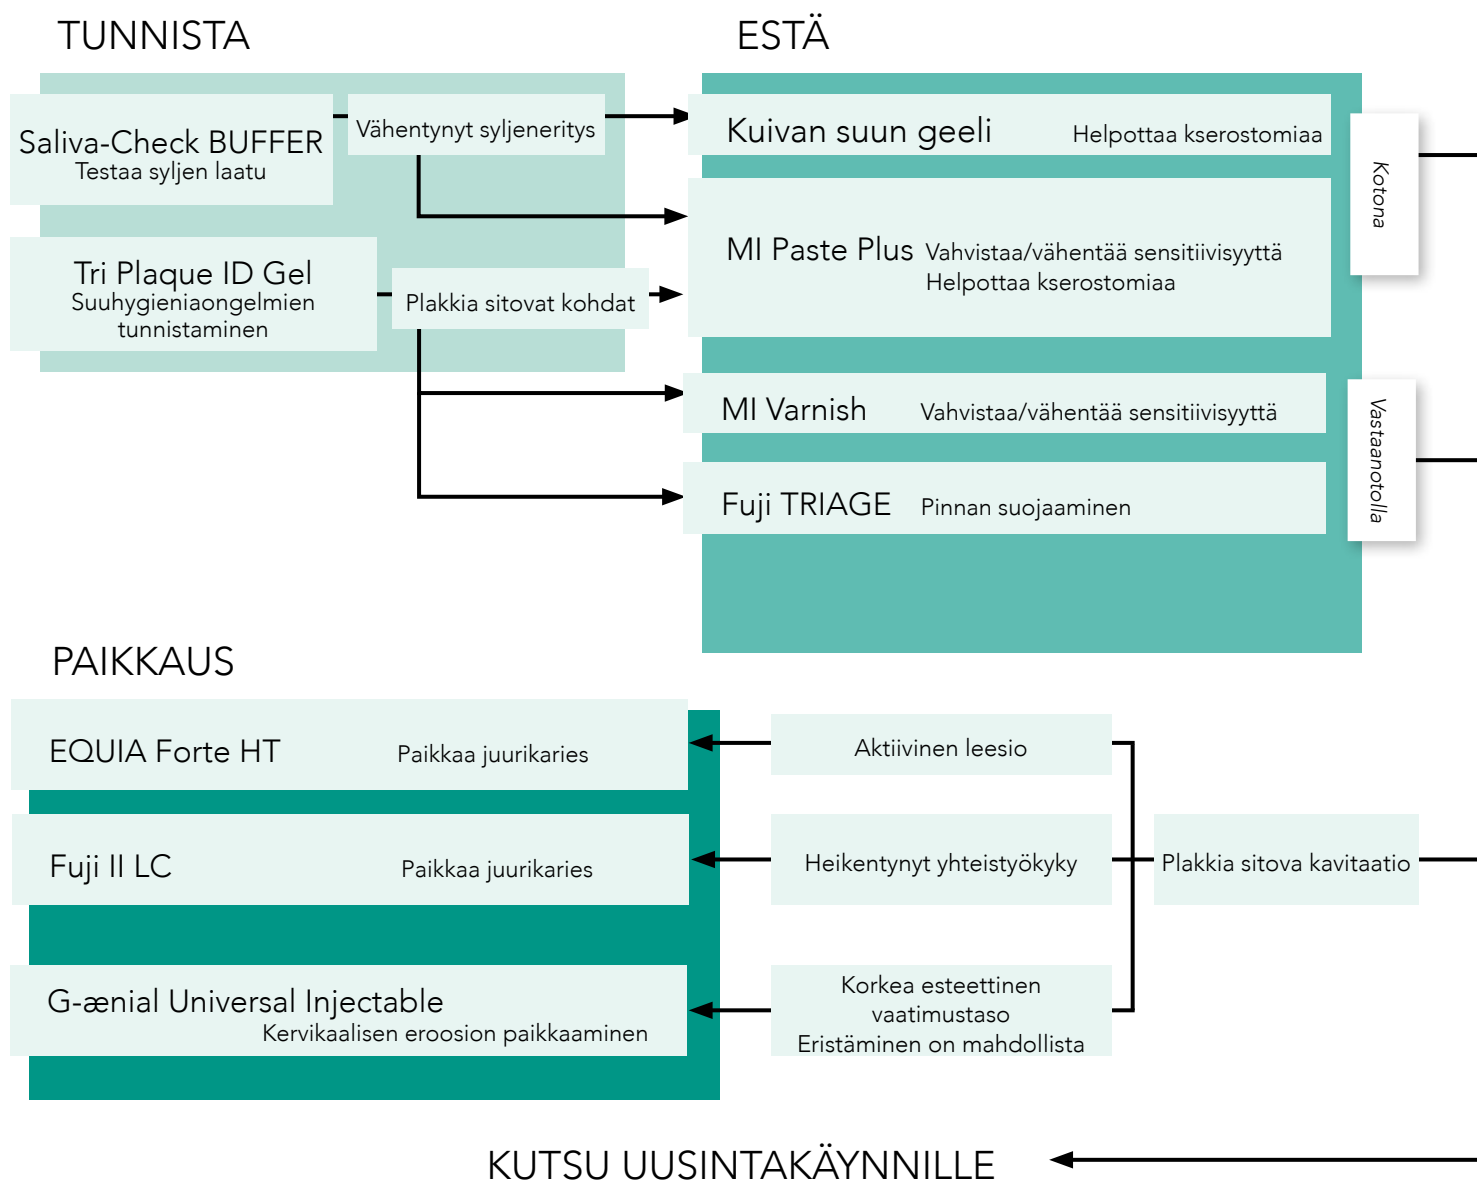 TUNNISTA
Saliva-Check BUFFER
Testaa syljen laatu
Vähentynyt syljeneritys
Tri Plaque ID Gel
Suuhygieniaongelmien
tunnistaminen
Plakkia sitovat kohdat
ESTÄ
Kuivan suun geeli Helpottaa kserostomiaa
MI Paste Plus Vahvistaa/vähentää sensitiivisyyttä
Helpottaa kserostomiaa
Kotona
MI Varnish Vahvistaa/vähentää sensitiivisyyttä
Fuji TRIAGE Pinnan suojaaminen
Vastaanotolla
PAIKKAUS
EQUIA Forte HT Paikkaa juurikaries
Aktiivinen leesio
Fuji II LC Paikkaa juurikaries
Heikentynyt yhteistyökyky
Plakkia sitova kavitaatio
G-ænial Universal Injectable
Kervikaalisen eroosion paikkaaminen
Korkea esteettinen
vaatimustaso
Eristäminen on mahdollista
KUTSU UUSINTAKÄYNNILLE